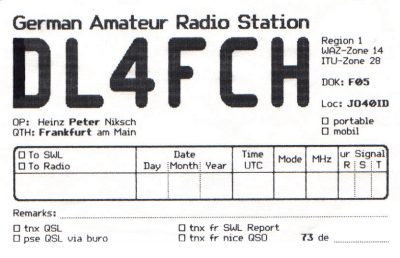 German Amateur Radio Station
DL4FCH
Region 1
WAZ-Zone 14
ITU-Zone 28
DOK: F05
Loc: JO40ID
OP: Heinz Peter Niksch
QTH: Frankfurt am Main
□ portable
□ mobil
□ To SWL
□ To Radio
Date
Day Month Year
Time
UTC
Mode
MHz
ur Signal
R S T
Remarks:
□ tnx QSL
□ pse QSL via buro
□ tnx fr SWL Report
□ tnx fr nice QSO
73 de